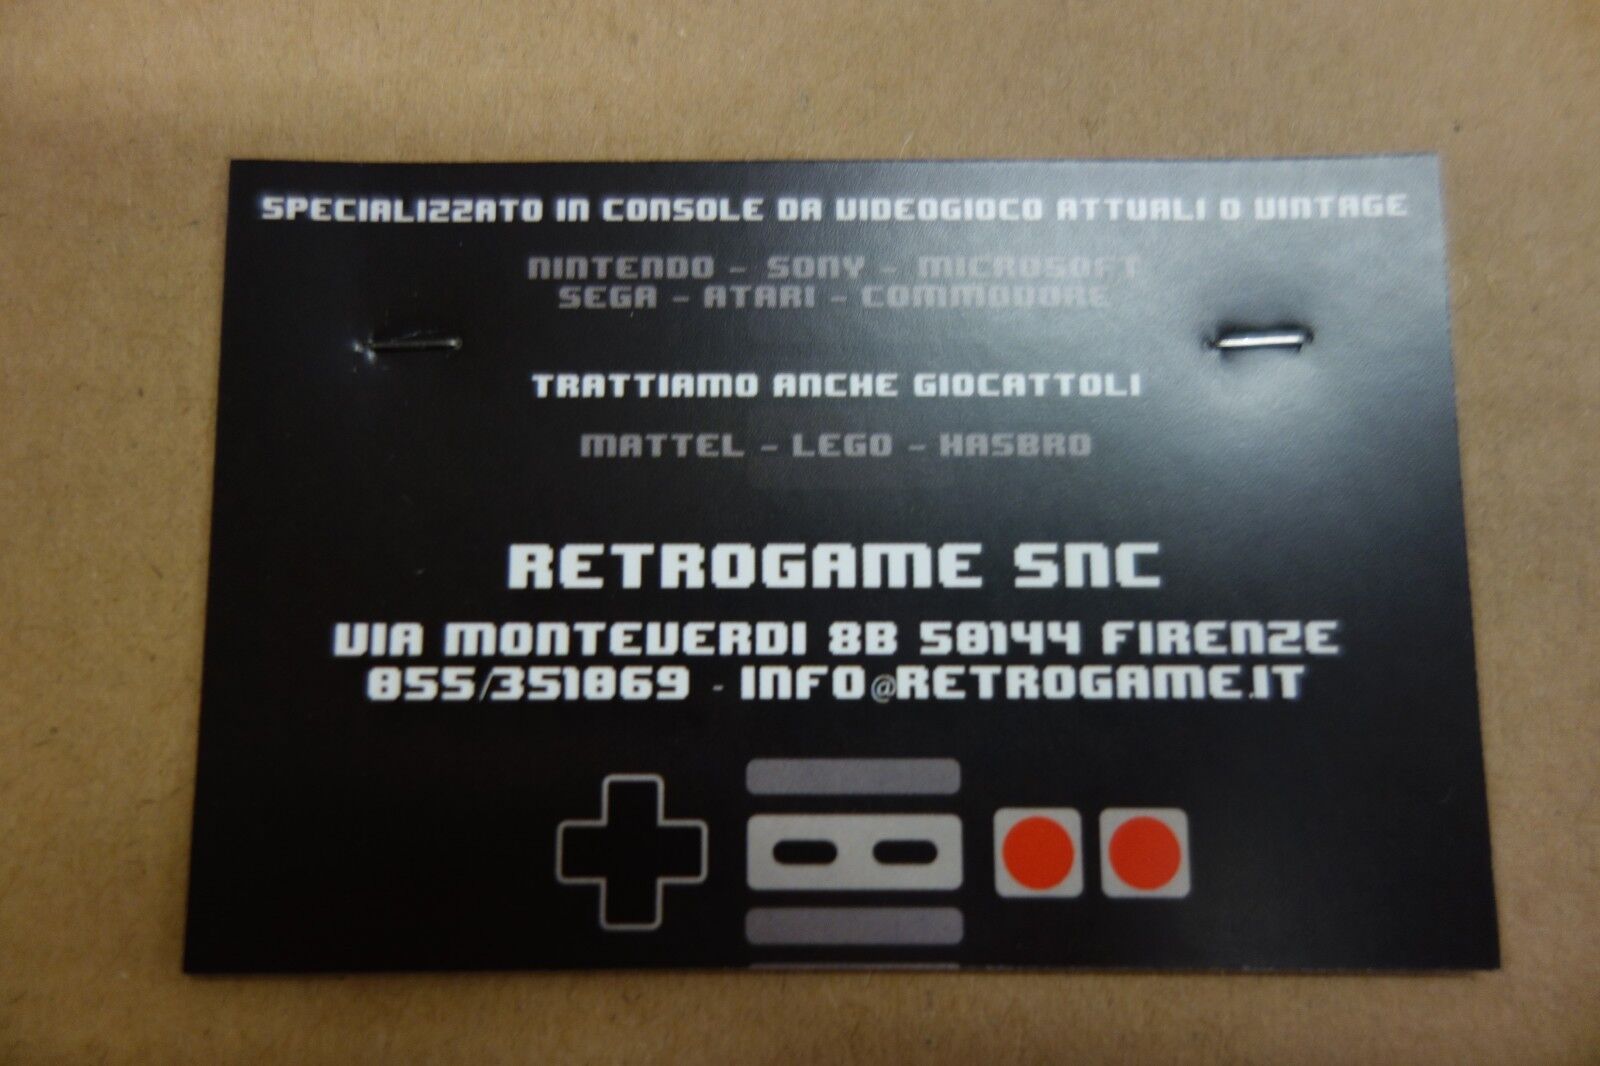 SPECIALIZZATO IN CONSOLE DA VIDEOGIOCO ATTUALI O VINTAGE
NINTENDO - SONY - MICROSOFT
SEGA - ATARI - COMMODORE
TRATTIAMO ANCHE GIOCATTOLI
MATTEL - LEGO - HASBRO
RETROGAME SNC
VIA MONTEVERDI 8B 50144 FIRENZE
055/351069 - INFO@RETROGAME.IT